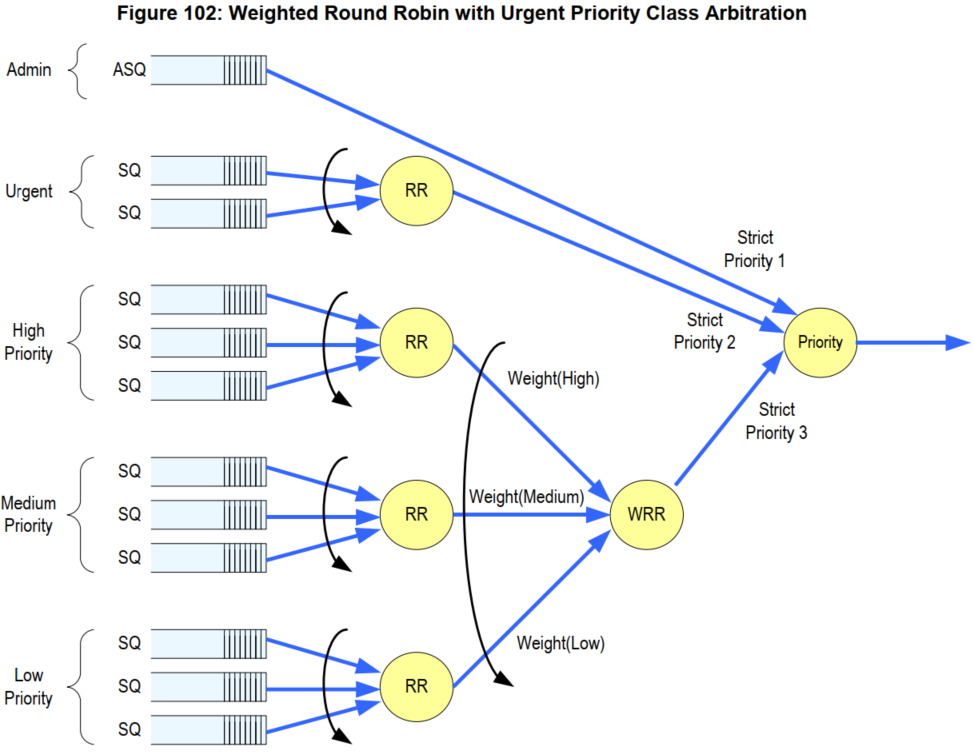 Figure 102: Weighted Round Robin with Urgent Priority Class Arbitration
Admin
ASQ
Urgent
SQ
SQ
RR
Strict
Priority 1
High
Priority
SQ
SQ
SQ
RR
Strict
Priority 2
Priority
Weight(High)
Strict
Priority 3
Medium
Priority
SQ
SQ
SQ
RR
Weight(Medium)
WRR
Low
Priority
SQ
SQ
SQ
RR
Weight(Low)